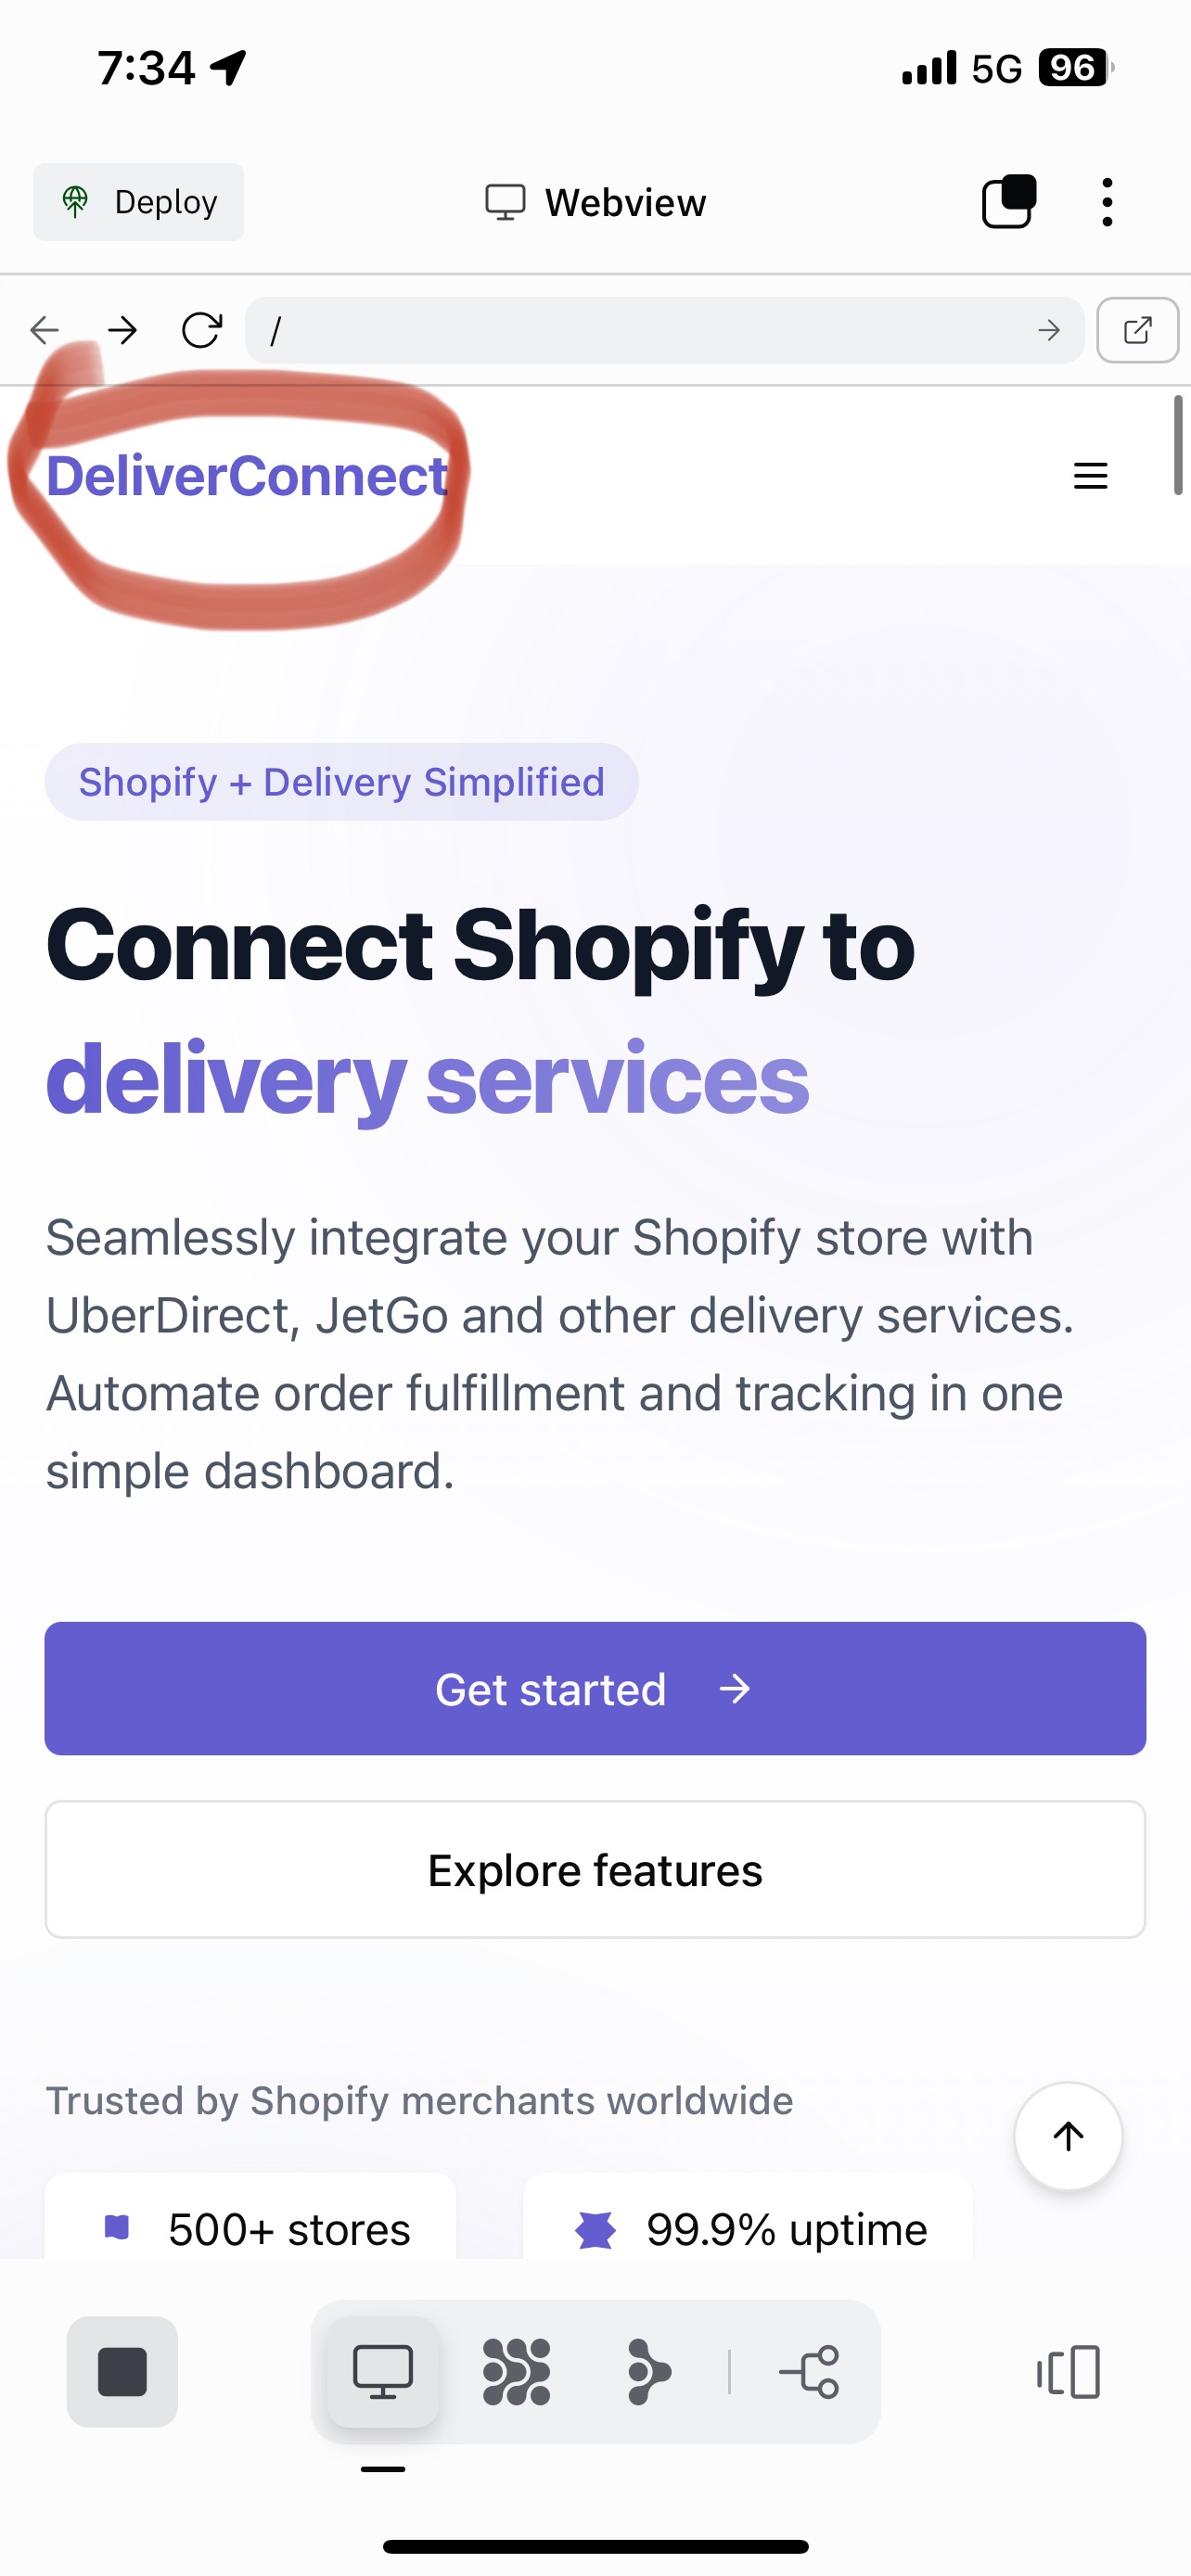 7:34 5G 96
Deploy Webview
/
DeliverConnect
Shopify + Delivery Simplified
Connect Shopify to
delivery services
Seamlessly integrate your Shopify store with
UberDirect, JetGo and other delivery services.
Automate order fulfillment and tracking in one
simple dashboard.
Get started
Explore features
Trusted by Shopify merchants worldwide
500+ stores 99.9% uptime